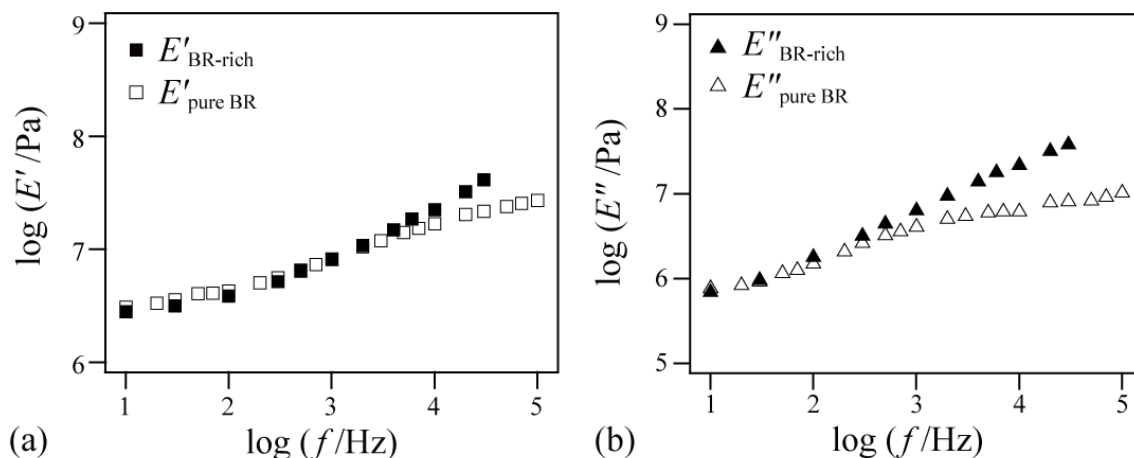 9
8
7
6
log (E′ /Pa)
E′BR-rich
E′pure BR
1 2 3 4 5
log (f /Hz)
(a)
9
8
7
6
5
log (E″ /Pa)
E″BR-rich
E″pure BR
1 2 3 4 5
log (f /Hz)
(b)